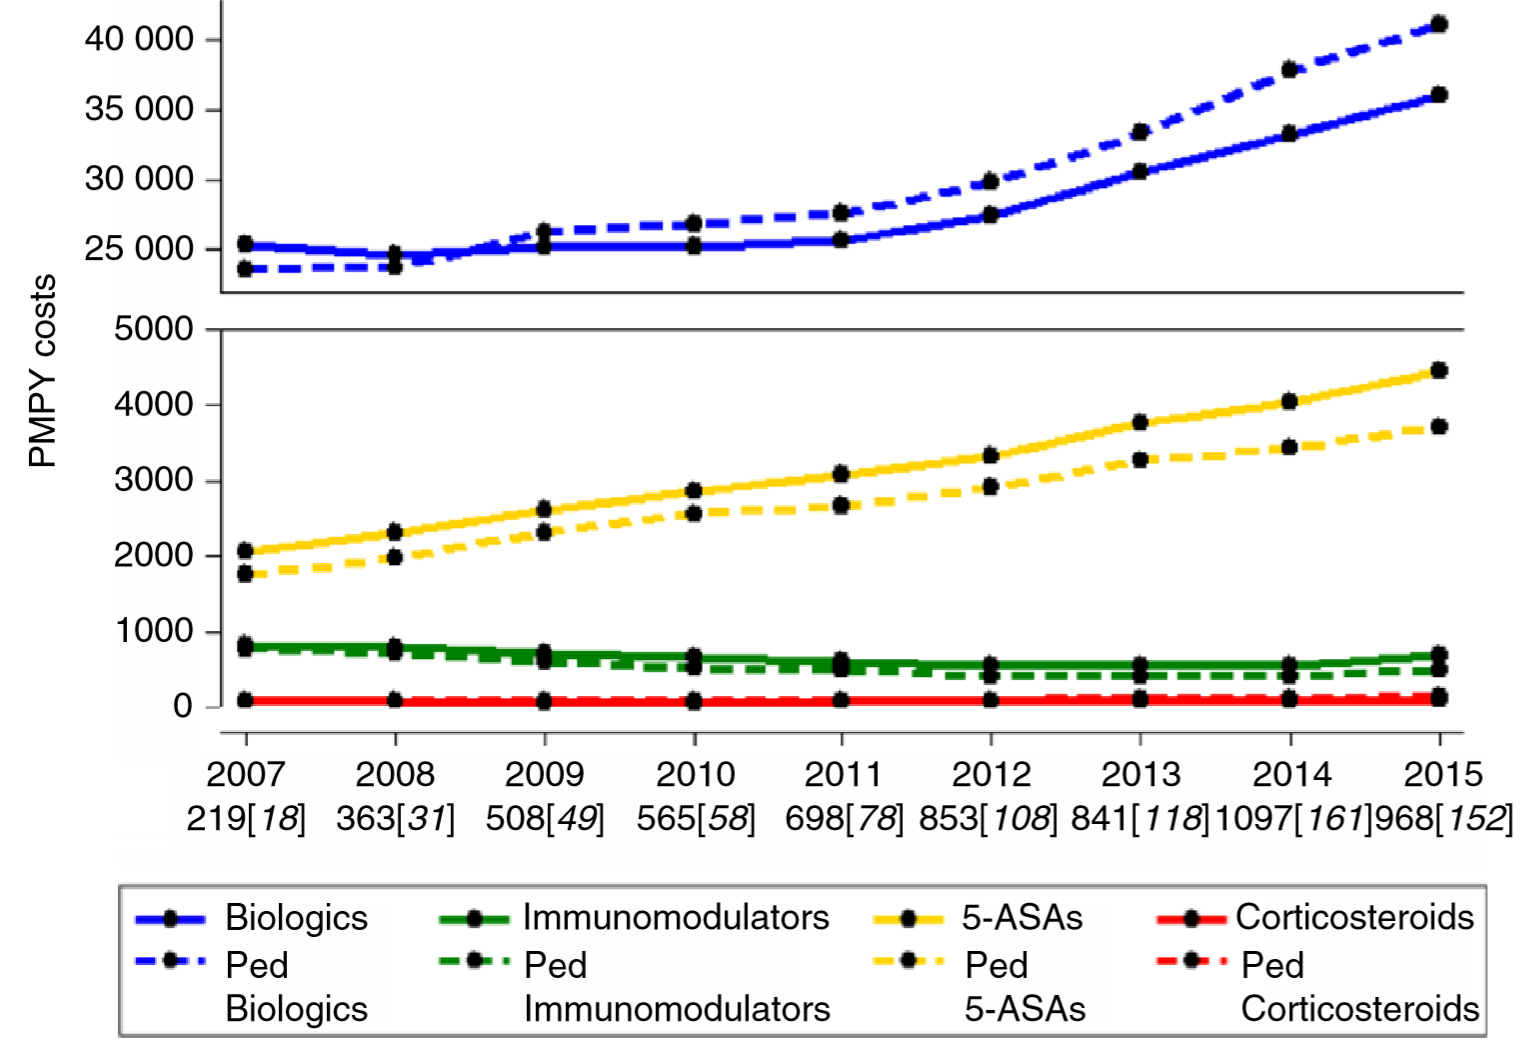 40 000
35 000
30 000
25 000
PMPY costs
5000
4000
3000
2000
1000
0
2007 2008 2009 2010 2011 2012 2013 2014 2015
219[18] 363[31] 508[49] 565[58] 698[78] 853[108] 841[118] 1097[161] 968[152]
Biologics Immunomodulators 5-ASAs Corticosteroids
Ped Ped Ped Ped
Biologics Immunomodulators 5-ASAs Corticosteroids